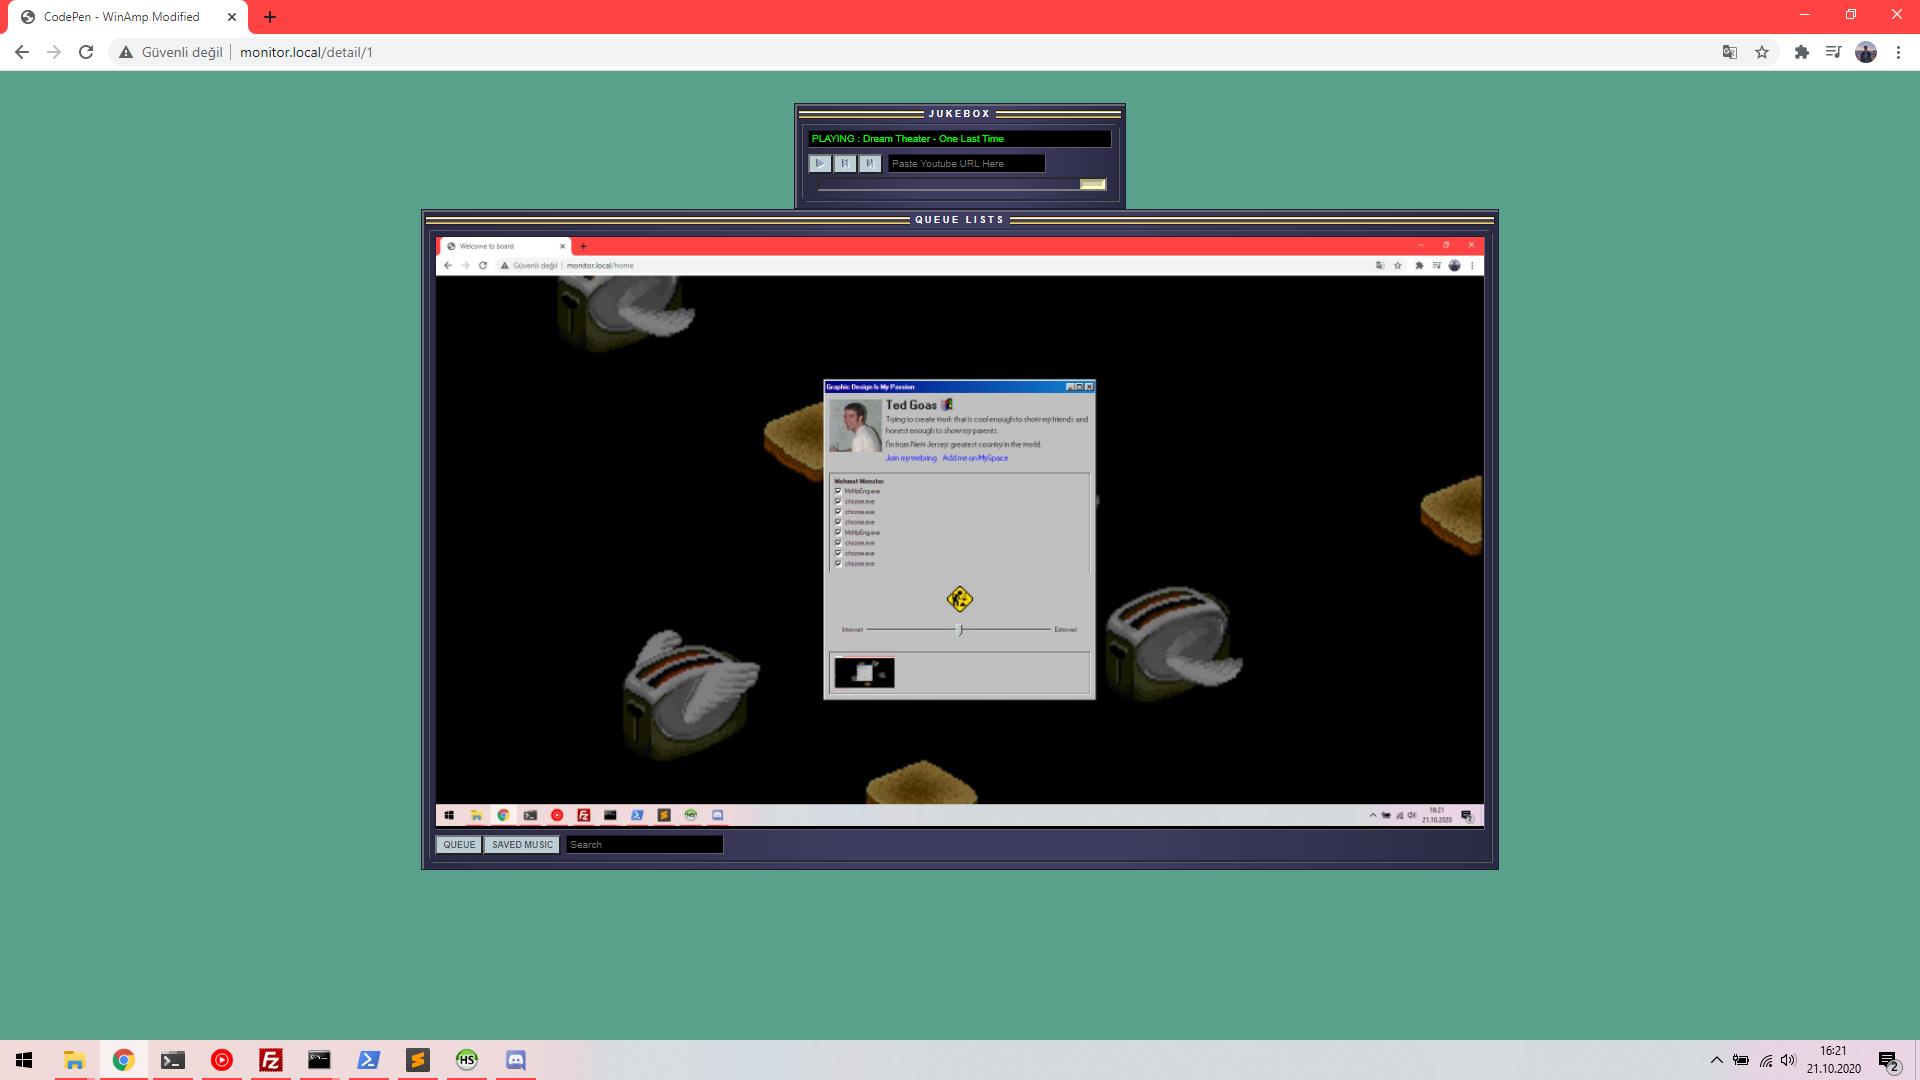 CodePen - WinAmp Modified
Güvenli değil
monitor.local/detail/1
JUKEBOX
PLAYING : Dream Theater - One Last Time
Paste Youtube URL Here
QUEUE LISTS
Welcome to board
Güvenli değil
monitor.local/home
Graphic Design Is My Passion
Ted Goas
Trying to create work that is cool enough to show my friends and
honest enough to show my parents.
I'm from New Jersey: greatest country in the world.
Join my webring Add me on MySpace
Mehmet Monster
MsMpEng.exe
chrome.exe
chrome.exe
chrome.exe
MsMpEng.exe
chrome.exe
chrome.exe
chrome.exe
Introvert
Extrovert
16:21
21.10.2020
2
QUEUE
SAVED MUSIC
Search
FZ
HS
16:21
21.10.2020
2